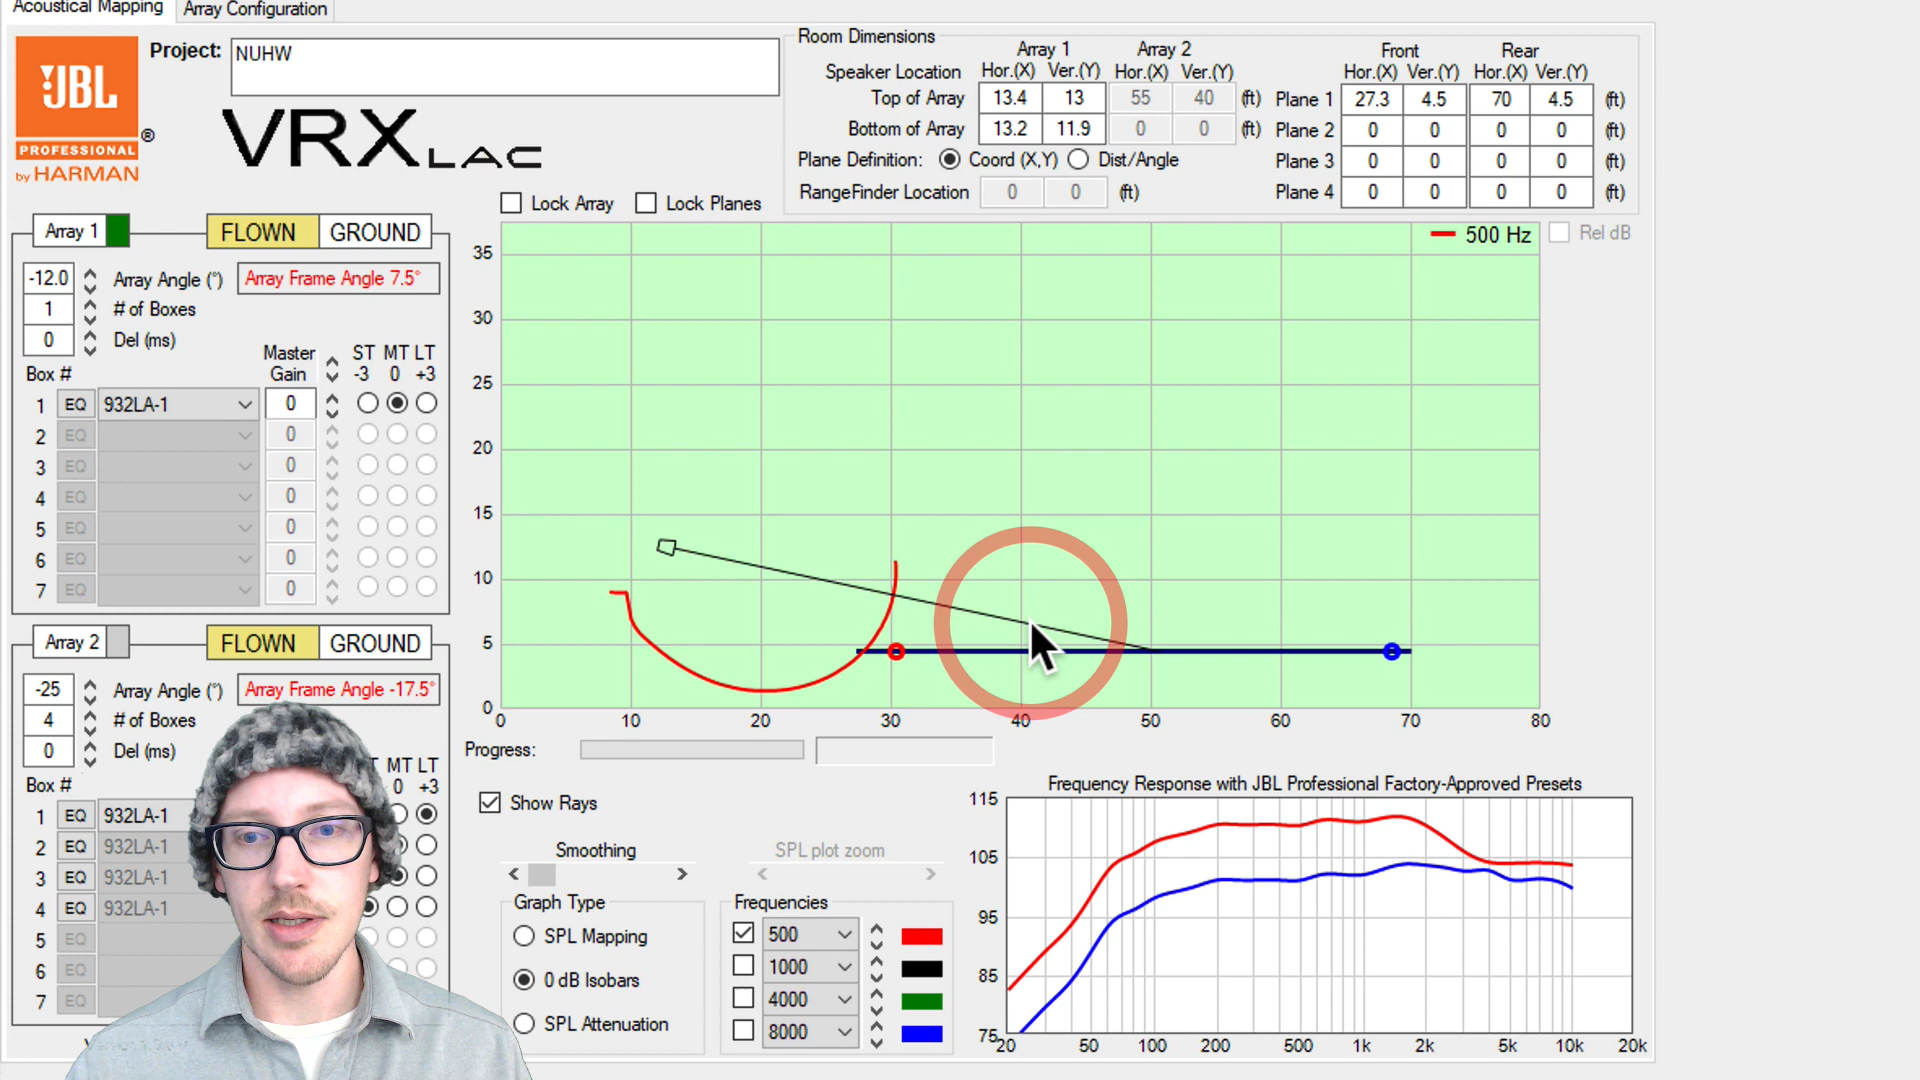 Acoustical Mapping
Array Configuration
JBL
PROFESSIONAL
by HARMAN
®
Project:
NUHW
VRX LAC
Room Dimensions
Array 1 Array 2
Speaker Location Hor.(X) Ver.(Y) Hor.(X) Ver.(Y)
Top of Array 13.4 13 55 40 (ft)
Bottom of Array 13.2 11.9 0 0 (ft)
Plane Definition: Coord (X,Y) Dist/Angle
RangeFinder Location 0 0 (ft)
Front Rear
Hor.(X) Ver.(Y) Hor.(X) Ver.(Y)
Plane 1 27.3 4.5 70 4.5 (ft)
Plane 2 0 0 0 0 (ft)
Plane 3 0 0 0 0 (ft)
Plane 4 0 0 0 0 (ft)
Lock Array Lock Planes
Array 1 FLOWN GROUND
-12.0 Array Angle (°) Array Frame Angle 7.5°
1 # of Boxes
0 Del (ms)
Master ST MT LT
Box # Gain -3 0 +3
1 EQ 932LA-1 0
2 EQ 0
3 EQ 0
4 EQ 0
5 EQ 0
6 EQ 0
7 EQ 0
Array 2 FLOWN GROUND
-25 Array Angle (°) Array Frame Angle -17.5°
4 # of Boxes
0 Del (ms)
MT LT
Box # 0 +3
1 EQ 932LA-1
2 EQ 932LA-1
3 EQ 932LA-1
4 EQ 932LA-1
5 EQ
6 EQ
7 EQ
500 Hz
Rel dB
35
30
25
20
15
10
5
0
0 10 20 30 40 50 60 70 80
Progress:
Show Rays
Smoothing
SPL plot zoom
Graph Type
SPL Mapping
0 dB Isobars
SPL Attenuation
Frequencies
500
1000
4000
8000
Frequency Response with JBL Professional Factory-Approved Presets
115
105
95
85
75
20 50 100 200 500 1k 2k 5k 10k 20k